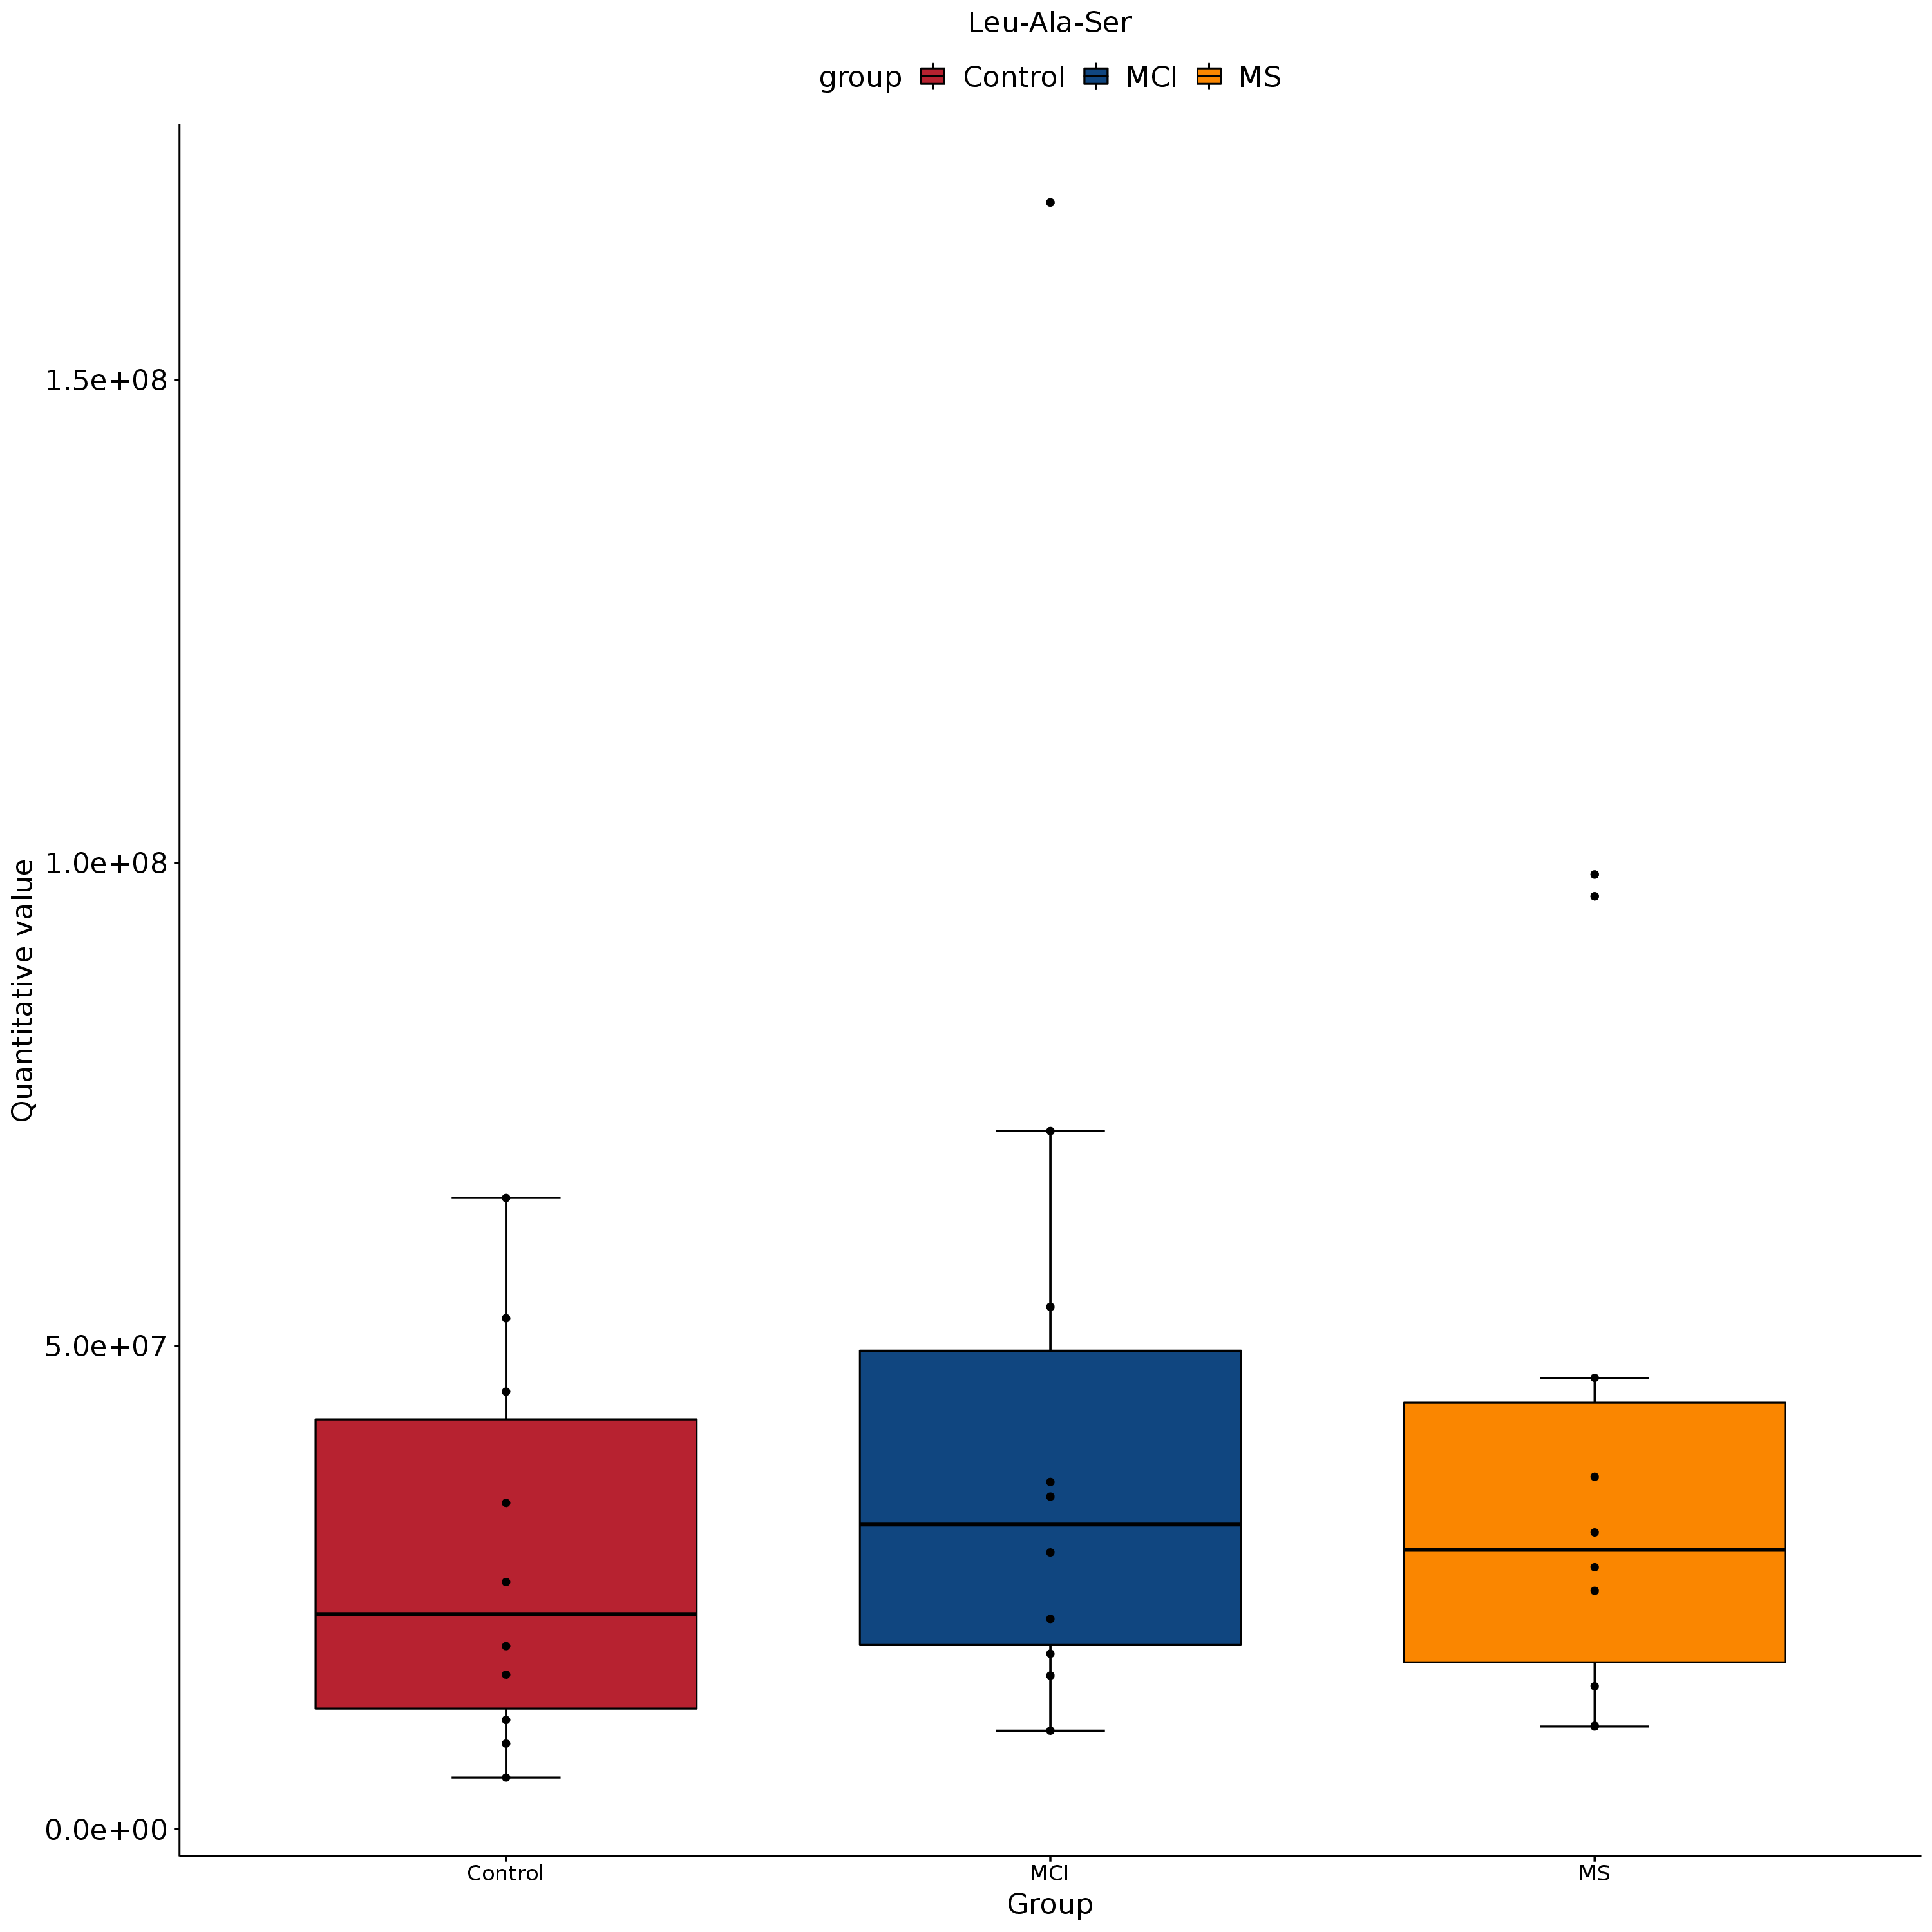 Leu-Ala-Ser
group Control MCI MS
Quantitative value
1.5e+08
1.0e+08
5.0e+07
0.0e+00
Control MCI MS
Group